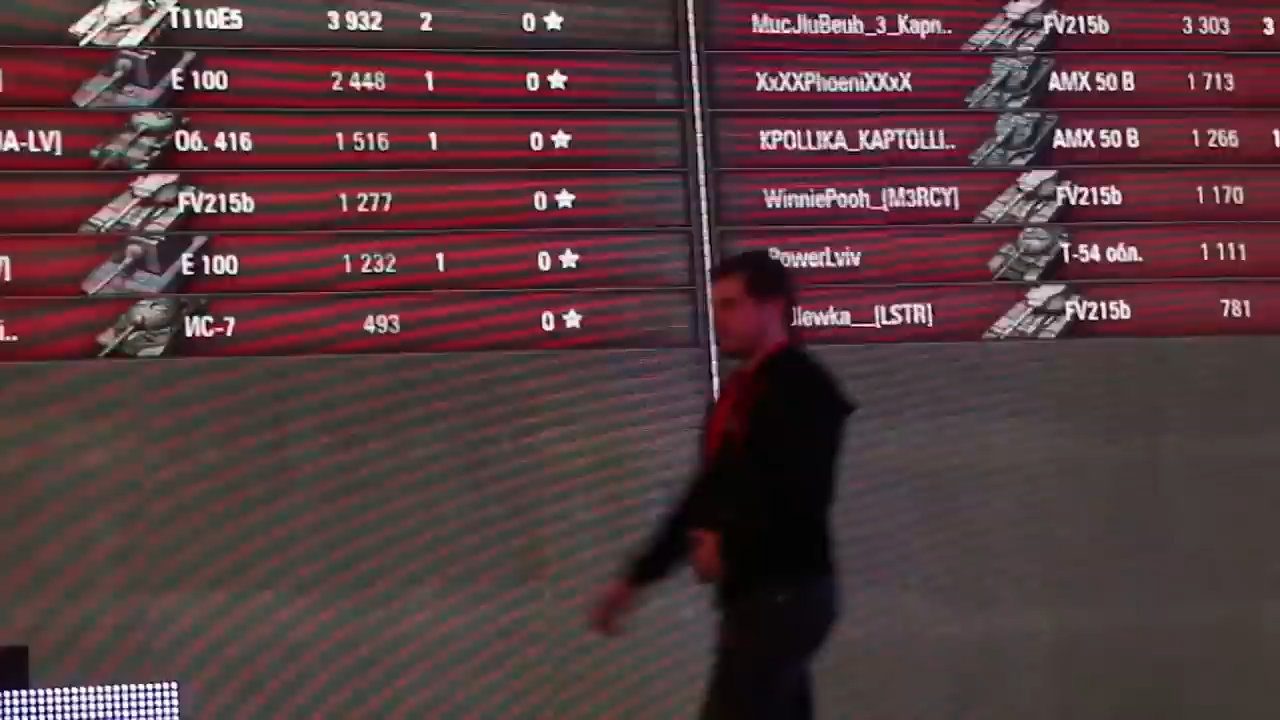 T110E5 3 932 2 0
E 100 2 448 1 0
JA-LV] Об. 416 1 516 1 0
FV215b 1 277 0
E 100 1 232 1 0
ИС-7 493 0
MucJIuBeub_3_Kapn.. FV215b 3 303 3
XxXXPhoeniXXxX AMX 50 B 1 713
KPOLLIKA_KAPTOLLI.. AMX 50 B 1 266 1
WinniePooh_[M3RCY] FV215b 1 170
PowerLviv T-54 обл. 1 111
lewka__[LSTR] FV215b 781